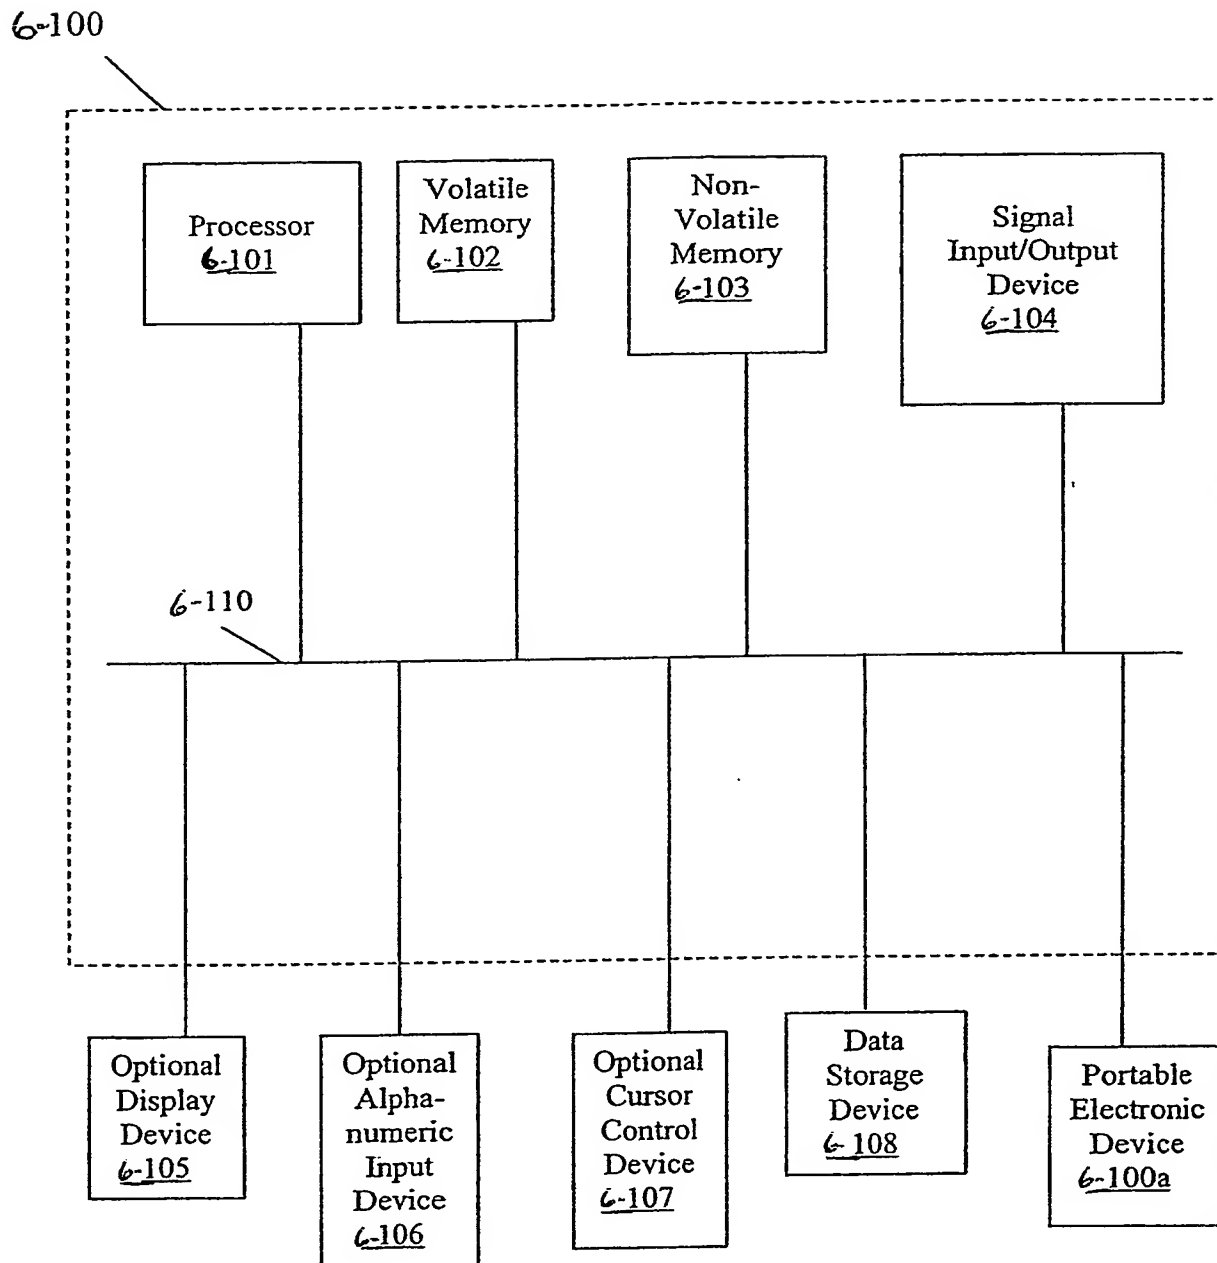 6-100
Processor
6-101
Volatile
Memory
6-102
Non-
Volatile
Memory
6-103
Signal
Input/Output
Device
6-104
6-110
Optional
Display
Device
6-105
Optional
Alpha-
numeric
Input
Device
6-106
Optional
Cursor
Control
Device
6-107
Data
Storage
Device
6-108
Portable
Electronic
Device
6-100a